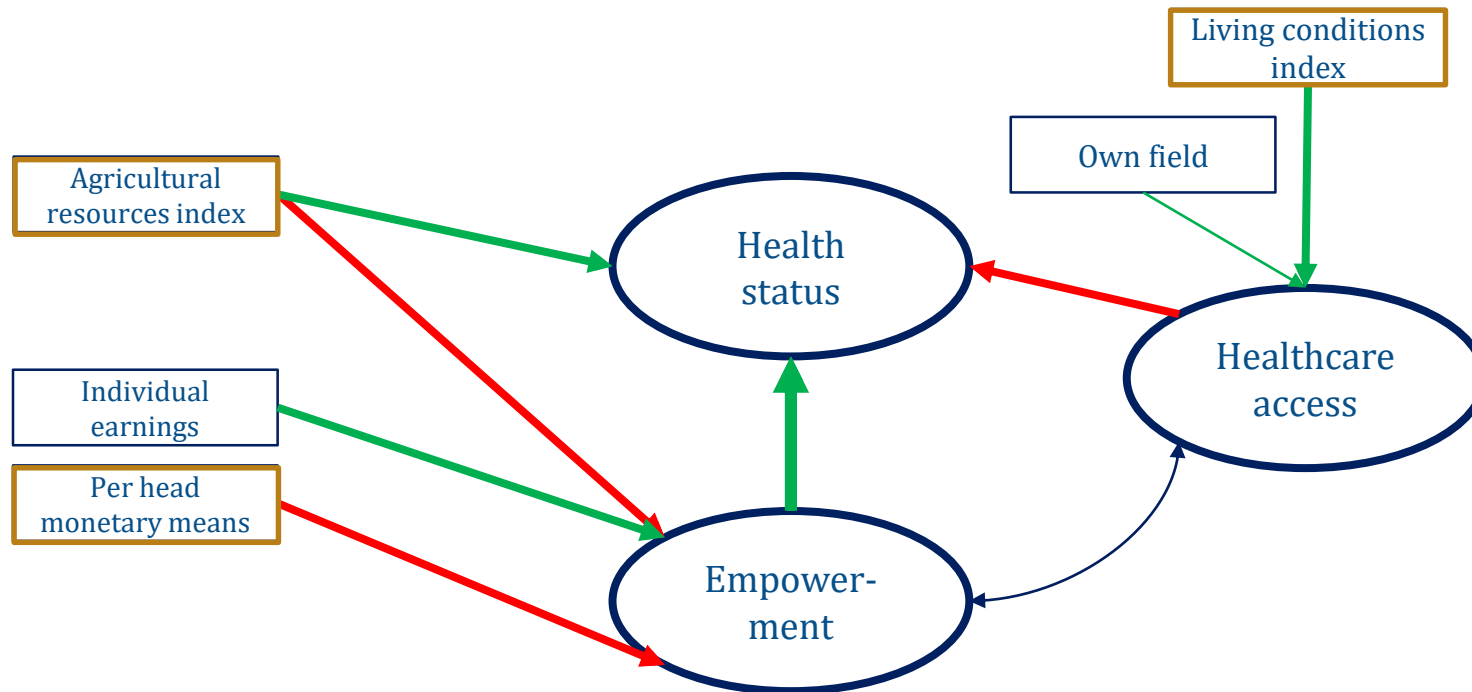 Living conditions
index
Own field
Agricultural
resources index
Health
status
Healthcare
access
Individual
earnings
Per head
monetary means
Empower-
ment